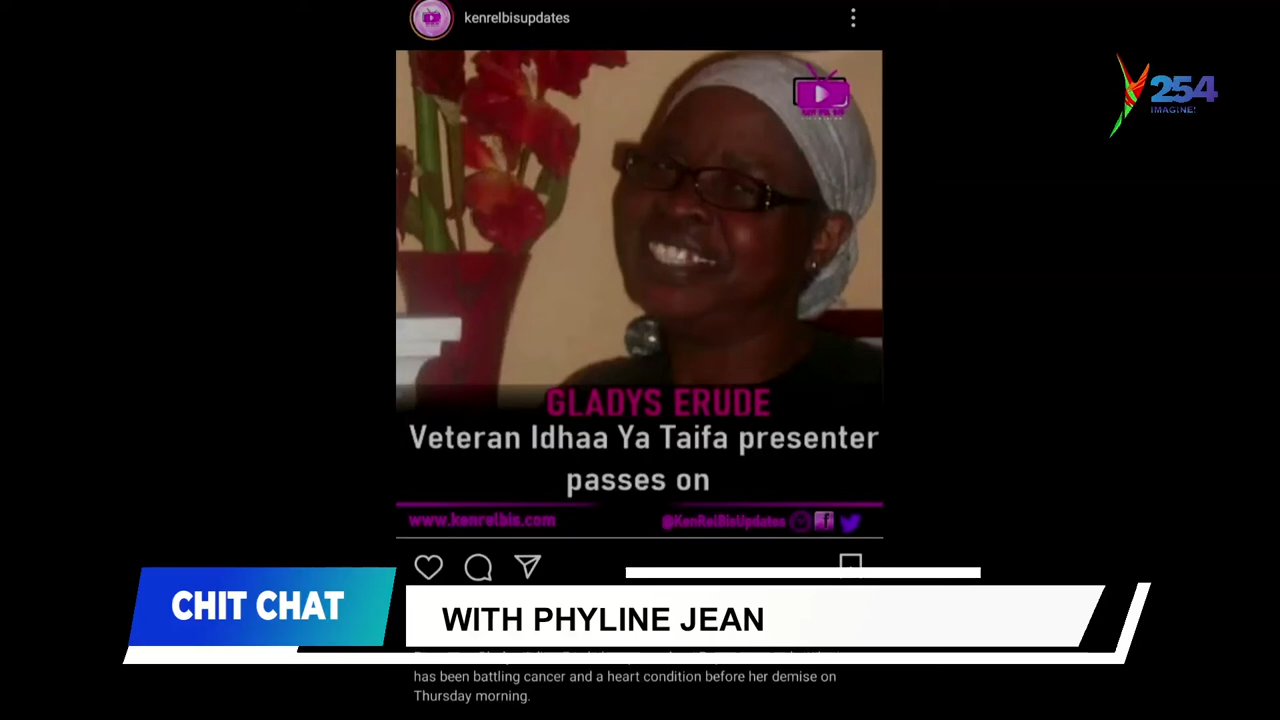 kenrelbisupdates
254
IMAGINE!
GLADYS ERUDE
Veteran Idhaa Ya Taifa presenter
passes on
www.kenrelbis.com
@KenRelBisUpdates
CHIT CHAT
WITH PHYLINE JEAN
has been battling cancer and a heart condition before her demise on
Thursday morning.